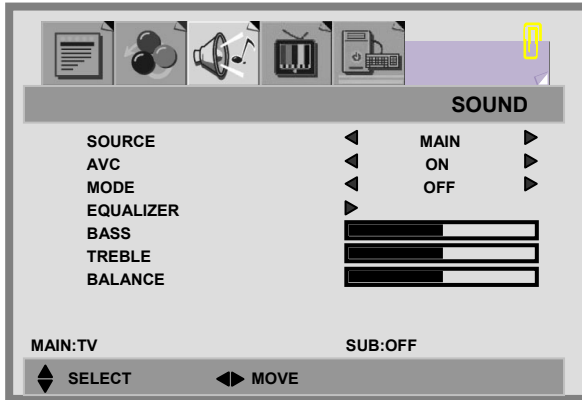 SOUND
SOURCE MAIN
AVC ON
MODE OFF
EQUALIZER
BASS
TREBLE
BALANCE
MAIN:TV SUB:OFF
SELECT MOVE